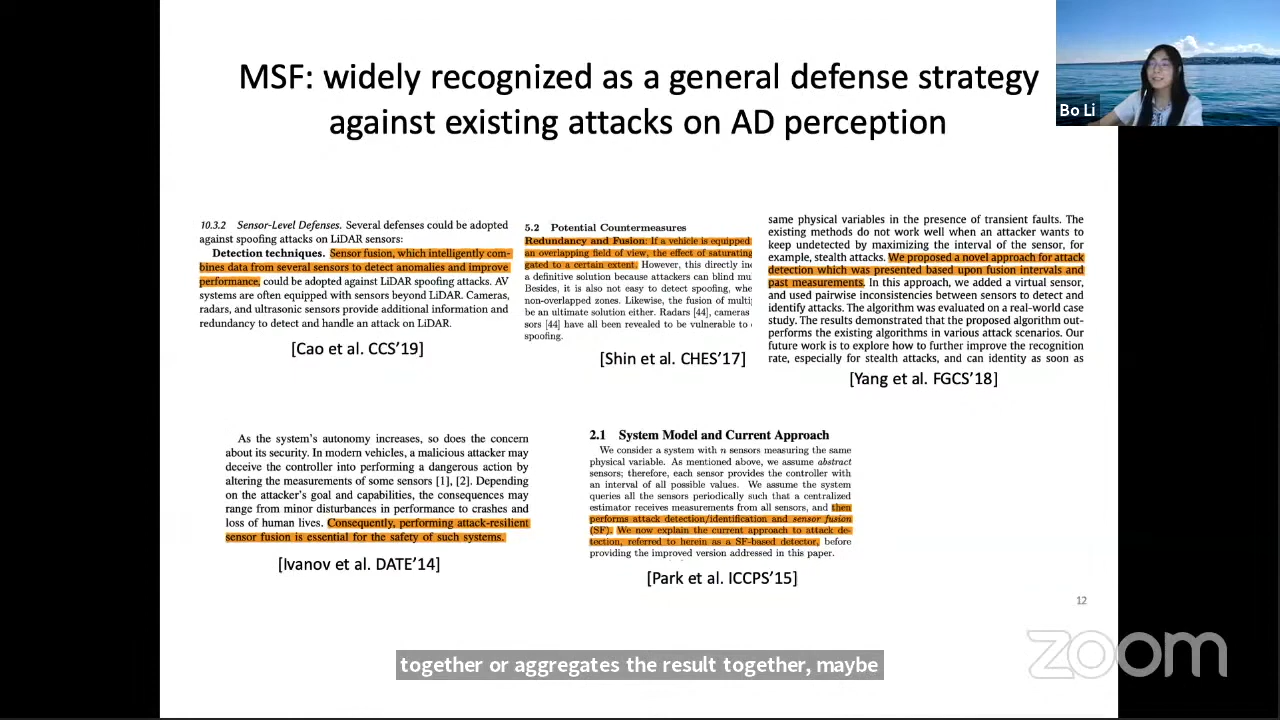 MSF: widely recognized as a general defense strategy
against existing attacks on AD perception
Bo Li
10.3.2 Sensor-Level Defenses. Several defenses could be adopted
against spoofing attacks on LiDAR sensors:
Detection techniques. Sensor fusion, which intelligently com-
bines data from several sensors to detect anomalies and improve
performance, could be adopted against LiDAR spoofing attacks. AV
systems are often equipped with sensors beyond LiDAR. Cameras,
radars, and ultrasonic sensors provide additional information and
redundancy to detect and handle an attack on LiDAR.
[Cao et al. CCS'19]
5.2 Potential Countermeasures
Redundancy and Fusion: If a vehicle is equipped
an overlapping field of view, the effect of saturating
gated to a certain extent. However, this directly in
a definitive solution because attackers can blind mu
Besides, it is also not easy to detect spoofing, whe
non-overlapped zones. Likewise, the fusion of multi
be an ultimate solution either. Radars [44], cameras
sors [44] have all been revealed to be vulnerable to
spoofing.
[Shin et al. CHES'17]
same physical variables in the presence of transient faults. The
existing methods do not work well when an attacker wants to
keep undetected by maximizing the interval of the sensor, for
example, stealth attacks. We proposed a novel approach for attack
detection which was presented based upon fusion intervals and
past measurements. In this approach, we added a virtual sensor,
and used pairwise inconsistencies between sensors to detect and
identify attacks. The algorithm was evaluated on a real-world case
study. The results demonstrated that the proposed algorithm out-
performs the existing algorithms in various attack scenarios. Our
future work is to explore how to further improve the recognition
rate, especially for stealth attacks, and can identity as soon as
[Yang et al. FGCS'18]
As the system's autonomy increases, so does the concern
about its security. In modern vehicles, a malicious attacker may
deceive the controller into performing a dangerous action by
altering the measurements of some sensors [1], [2]. Depending
on the attacker's goal and capabilities, the consequences may
range from minor disturbances in performance to crashes and
loss of human lives. Consequently, performing attack-resilient
sensor fusion is essential for the safety of such systems.
[Ivanov et al. DATE'14]
2.1 System Model and Current Approach
We consider a system with n sensors measuring the same
physical variable. As mentioned above, we assume abstract
sensors; therefore, each sensor provides the controller with
an interval of all possible values. We assume the system
queries all the sensors periodically such that a centralized
estimator receives measurements from all sensors, and then
performs attack detection/identification and sensor fusion
(SF). We now explain the current approach to attack de-
tection, referred to herein as a SF-based detector, before
providing the improved version addressed in this paper.
[Park et al. ICCPS'15]
12
together or aggregates the result together, maybe
zoom